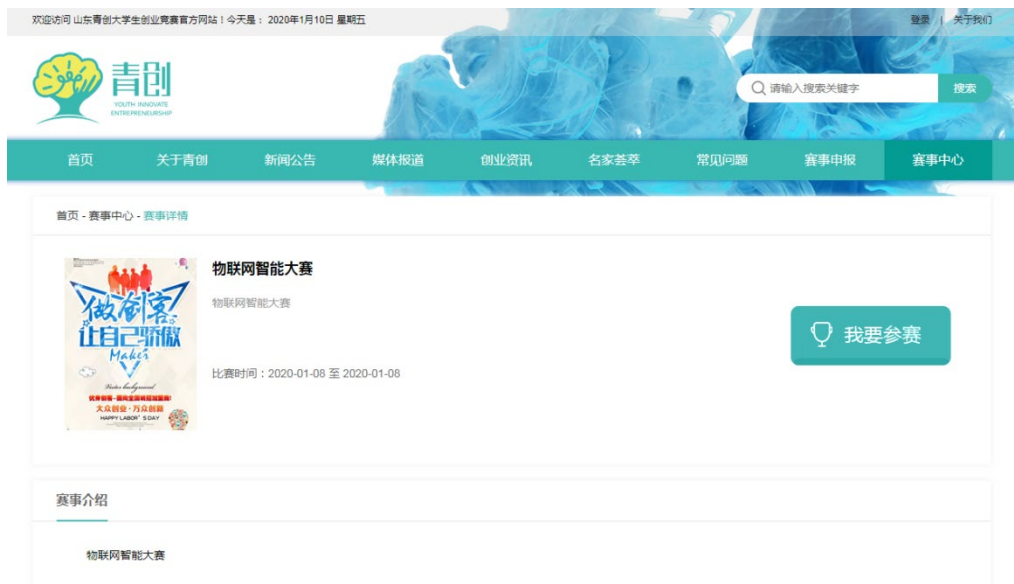 欢迎访问 山东青创大学生创业竞赛官方网站！今天是： 2020年1月10日 星期五
登录 | 关于我们
青创
YOUTH INNOVATE
ENTREPRENEURSHIP
请输入搜索关键字
搜索
首页 关于青创 新闻公告 媒体报道 创业资讯 名家荟萃 常见问题 赛事申报 赛事中心
首页 - 赛事中心 - 赛事详情
做创客
让自己骄傲
Maker
Vector background
大众创业·万众创新
HAPPY LABOR' S DAY
物联网智能大赛
物联网智能大赛
比赛时间：2020-01-08 至 2020-01-08
我要参赛
赛事介绍
物联网智能大赛